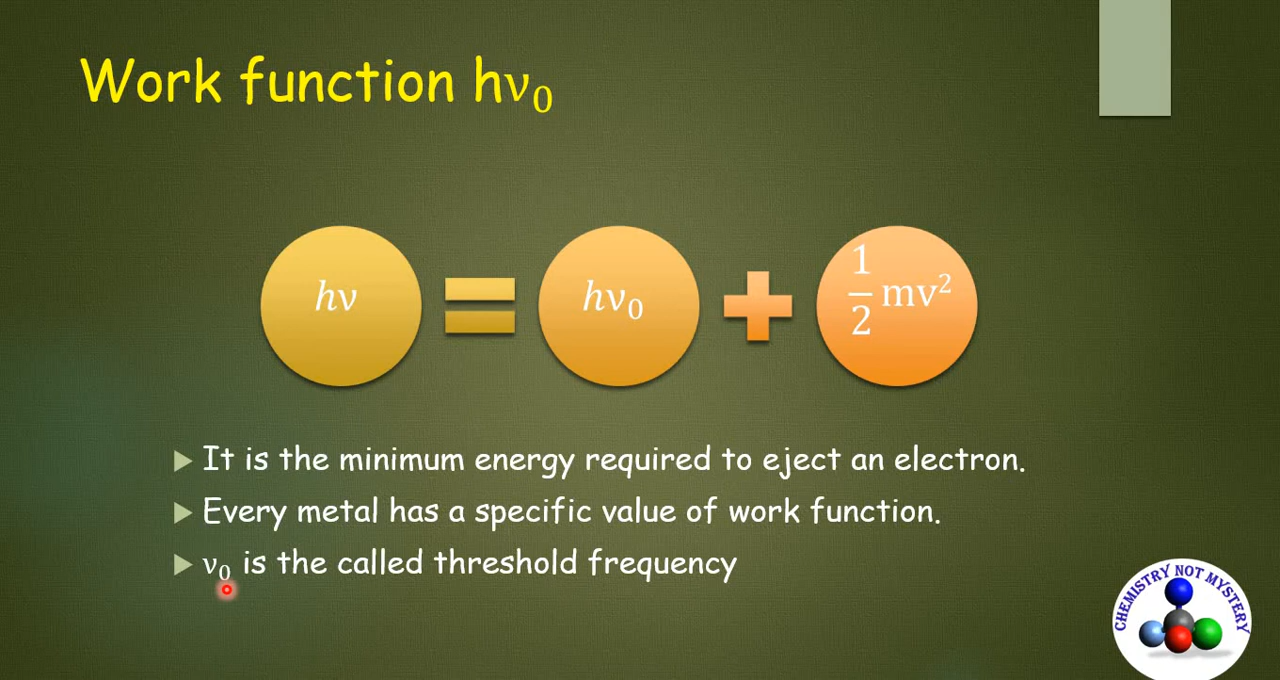 Work function hν₀
hν = hν₀ + 1/2 mv²
It is the minimum energy required to eject an electron.
Every metal has a specific value of work function.
ν₀ is the called threshold frequency
CHEMISTRY NOT MYSTERY